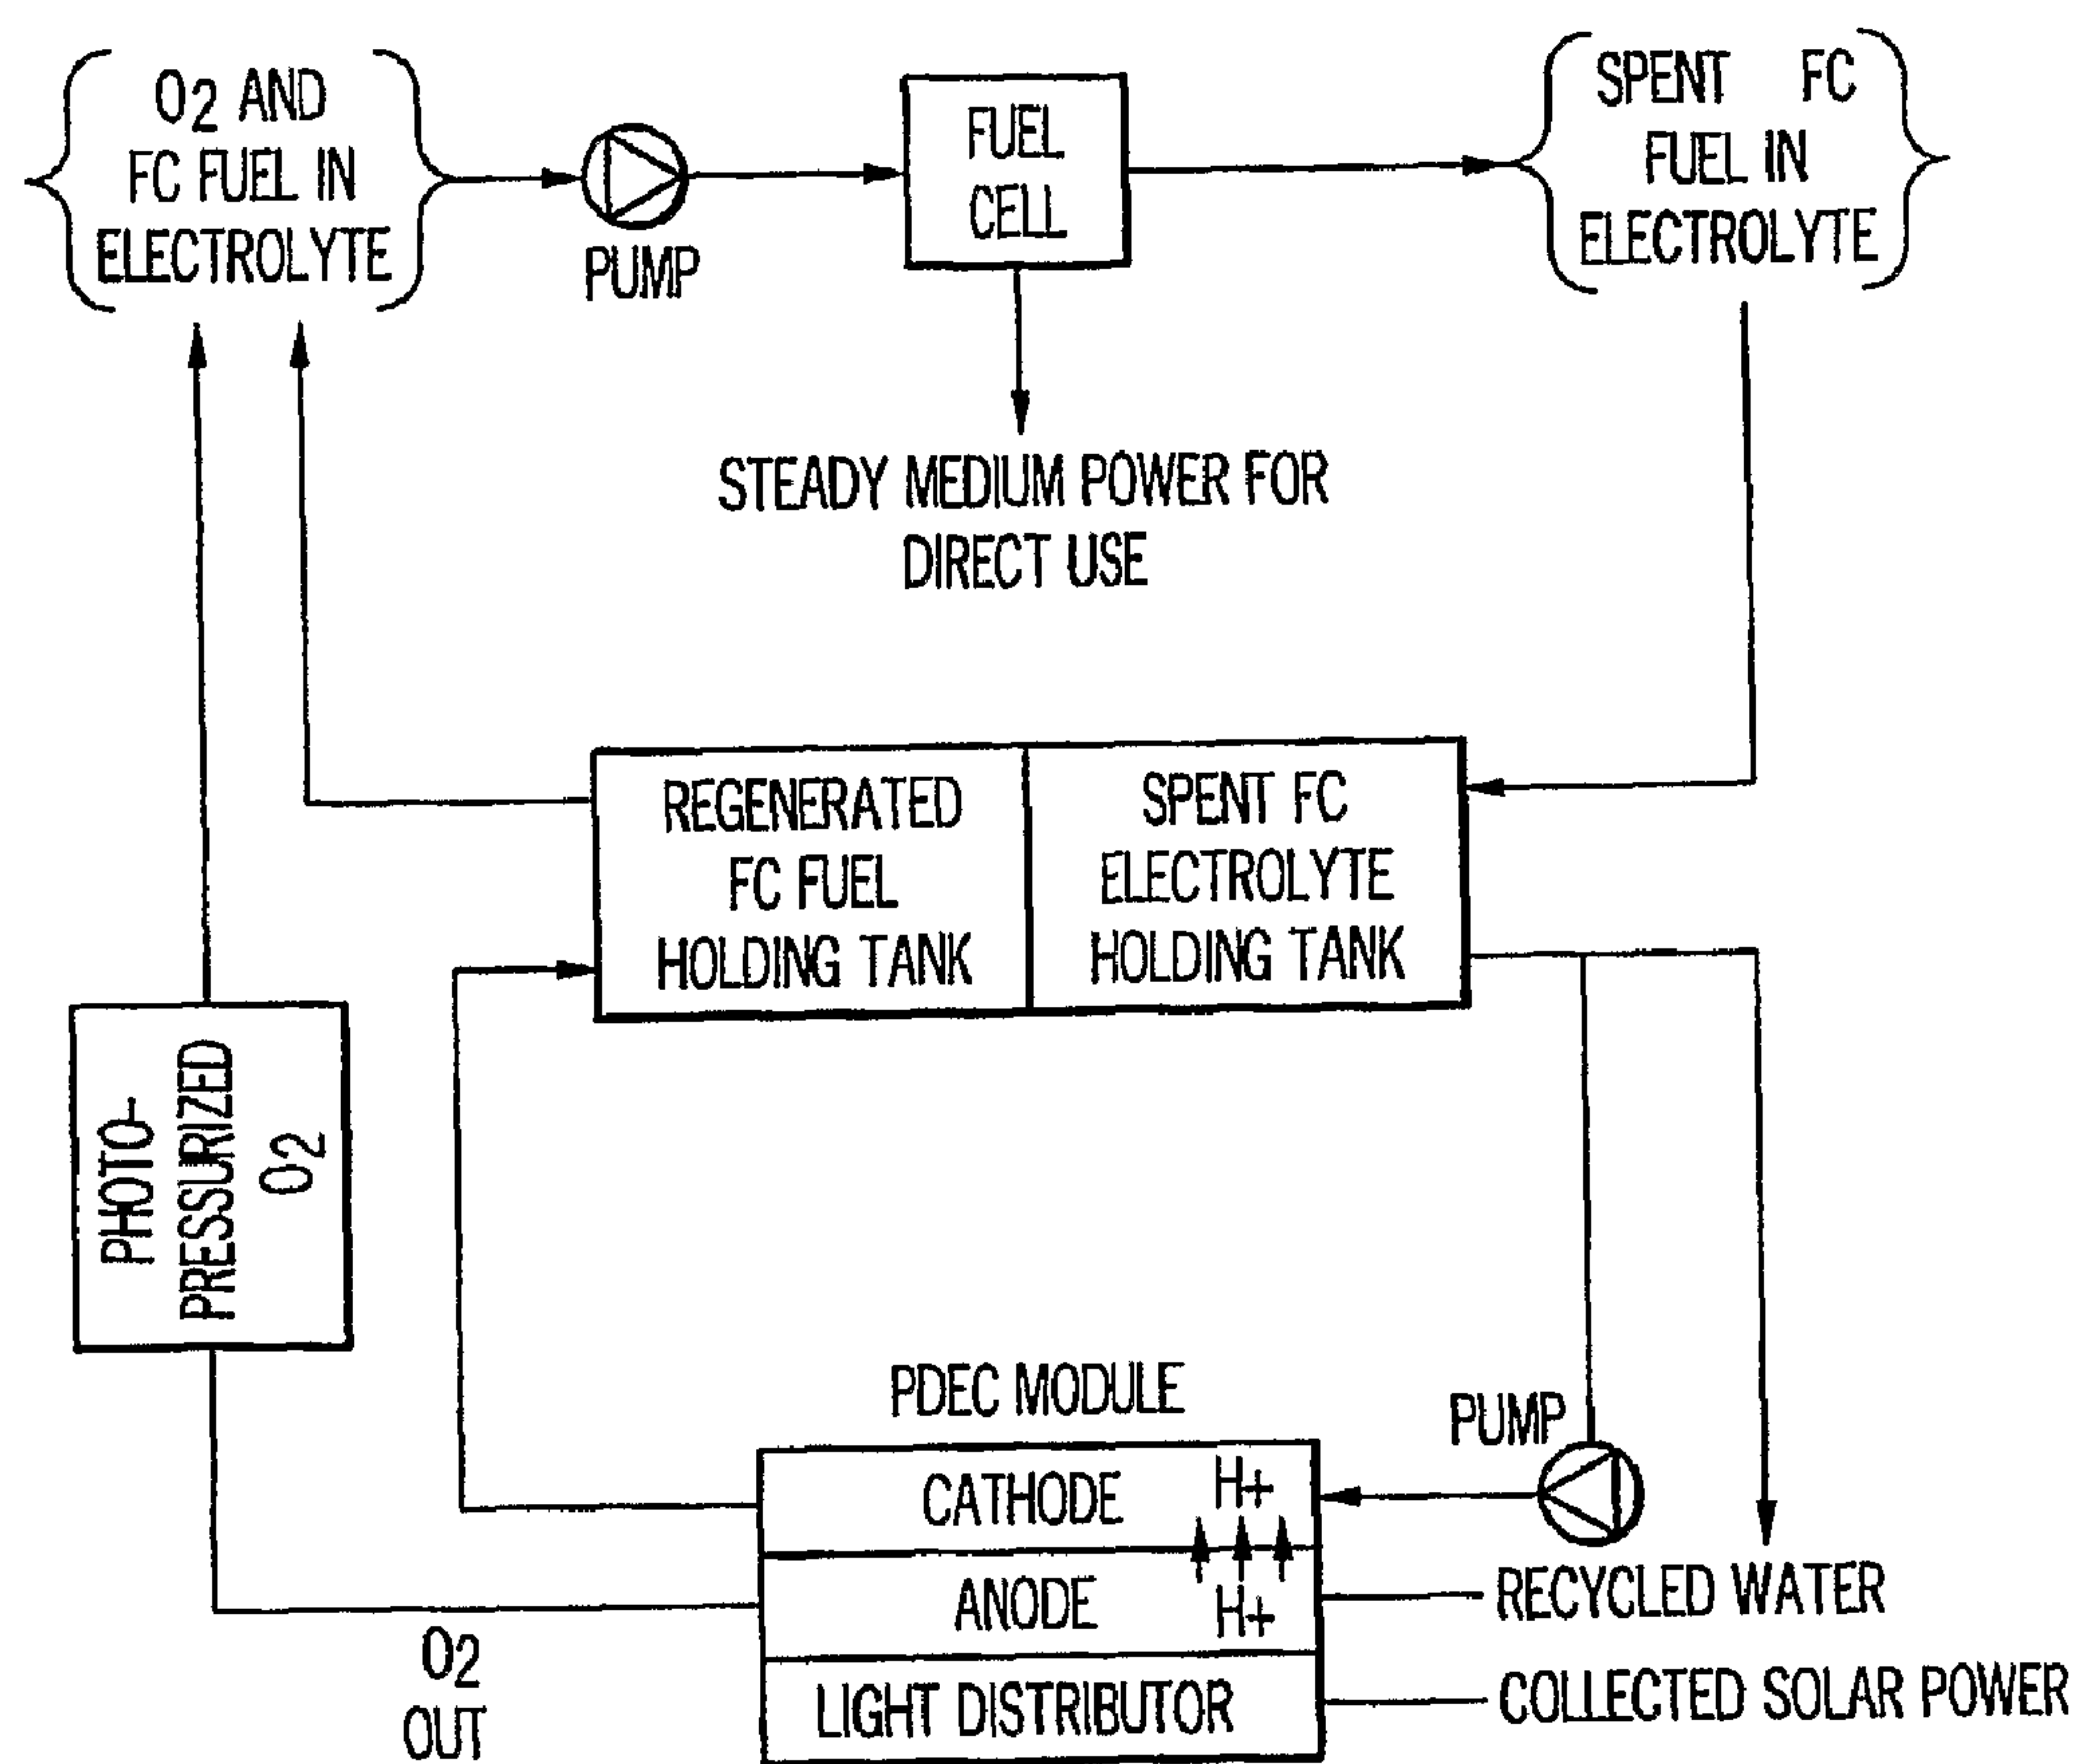 O2 AND
FC FUEL IN
ELECTROLYTE
PUMP
FUEL
CELL
SPENT FC
FUEL IN
ELECTROLYTE
STEADY MEDIUM POWER FOR
DIRECT USE
REGENERATED
FC FUEL
HOLDING TANK
SPENT FC
ELECTROLYTE
HOLDING TANK
PHOTO-
PRESSURIZED
O2
PDEC MODULE
PUMP
CATHODE H+
ANODE H+
LIGHT DISTRIBUTOR
RECYCLED WATER
COLLECTED SOLAR POWER
O2
OUT